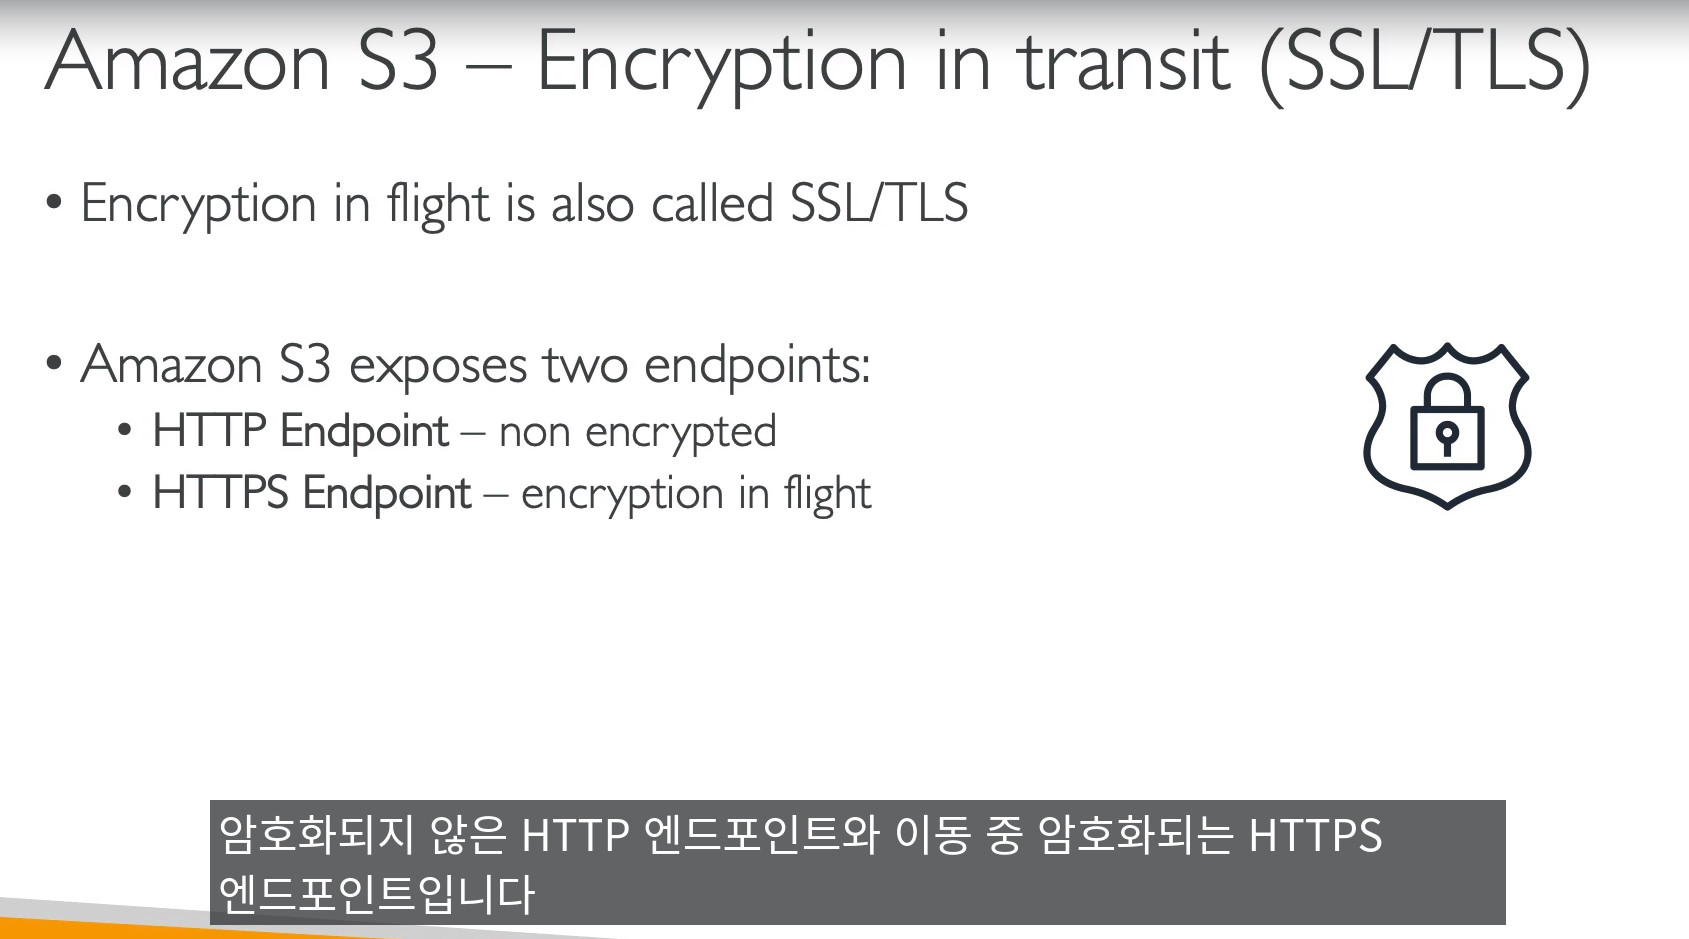 Amazon S3 – Encryption in transit (SSL/TLS)
• Encryption in flight is also called SSL/TLS
• Amazon S3 exposes two endpoints:
• HTTP Endpoint – non encrypted
• HTTPS Endpoint – encryption in flight
암호화되지 않은 HTTP 엔드포인트와 이동 중 암호화되는 HTTPS
엔드포인트입니다